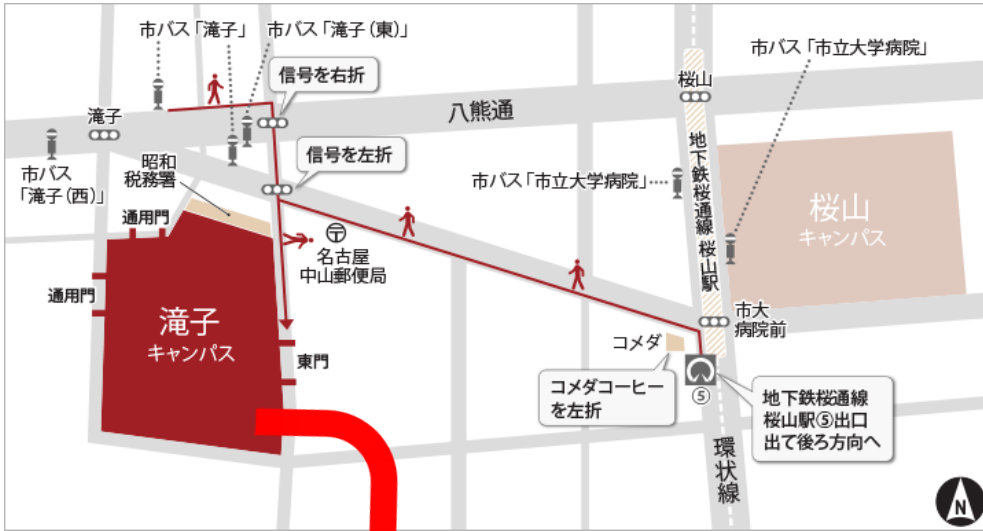 市バス「滝子」
市バス「滝子(東)」
信号を右折
市バス「市立大学病院」
桜山
滝子
八熊通
信号を左折
昭和
税務署
市バス
「滝子(西)」
市バス「市立大学病院」
地下鉄桜通線
桜山駅
桜山
キャンパス
通用門
〒
名古屋
中山郵便局
通用門
滝子
キャンパス
市大
病院前
コメダ
東門
コメダコーヒー
を左折
⑤
地下鉄桜通線
桜山駅⑤出口
出て後ろ方向へ
環状線
N